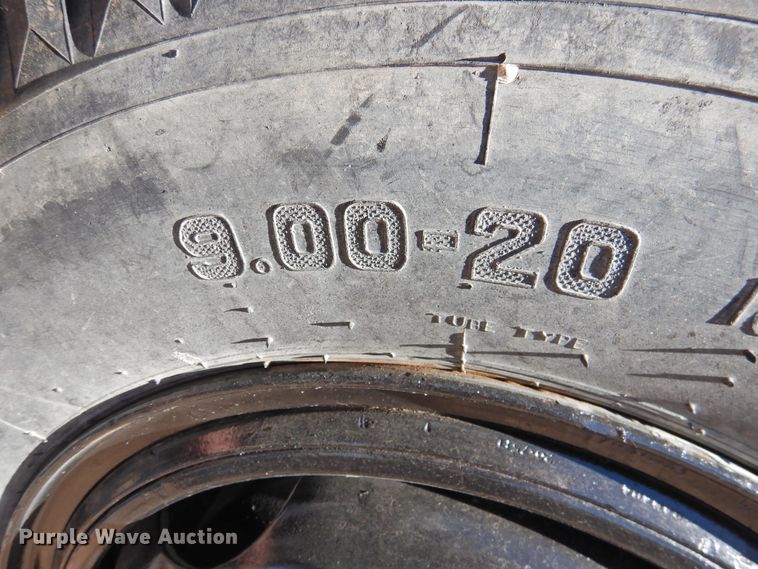 9.00-20
TUBE TYPE
Purple Wave Auction